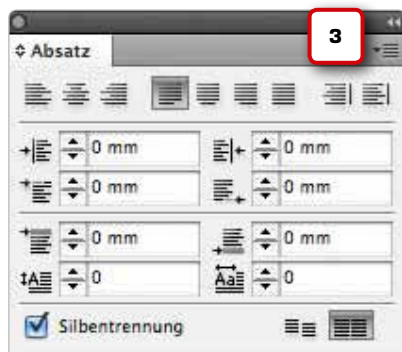 3
Absatz
0 mm 0 mm
0 mm 0 mm
0 mm 0 mm
0 0
Silbentrennung